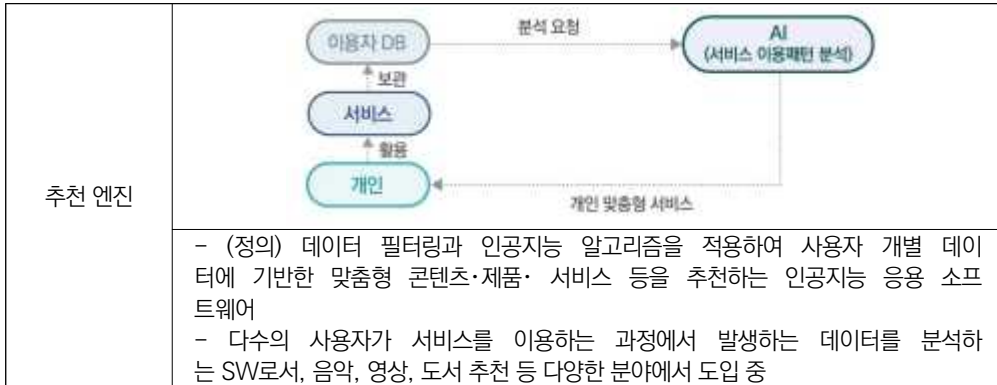 이용자 DB
분석 요청
AI
(서비스 이용패턴 분석)
보관
서비스
활용
개인
개인 맞춤형 서비스
추천 엔진
- (정의) 데이터 필터링과 인공지능 알고리즘을 적용하여 사용자 개별 데이
터에 기반한 맞춤형 콘텐츠·제품· 서비스 등을 추천하는 인공지능 응용 소프
트웨어
- 다수의 사용자가 서비스를 이용하는 과정에서 발생하는 데이터를 분석하
는 SW로서, 음악, 영상, 도서 추천 등 다양한 분야에서 도입 중